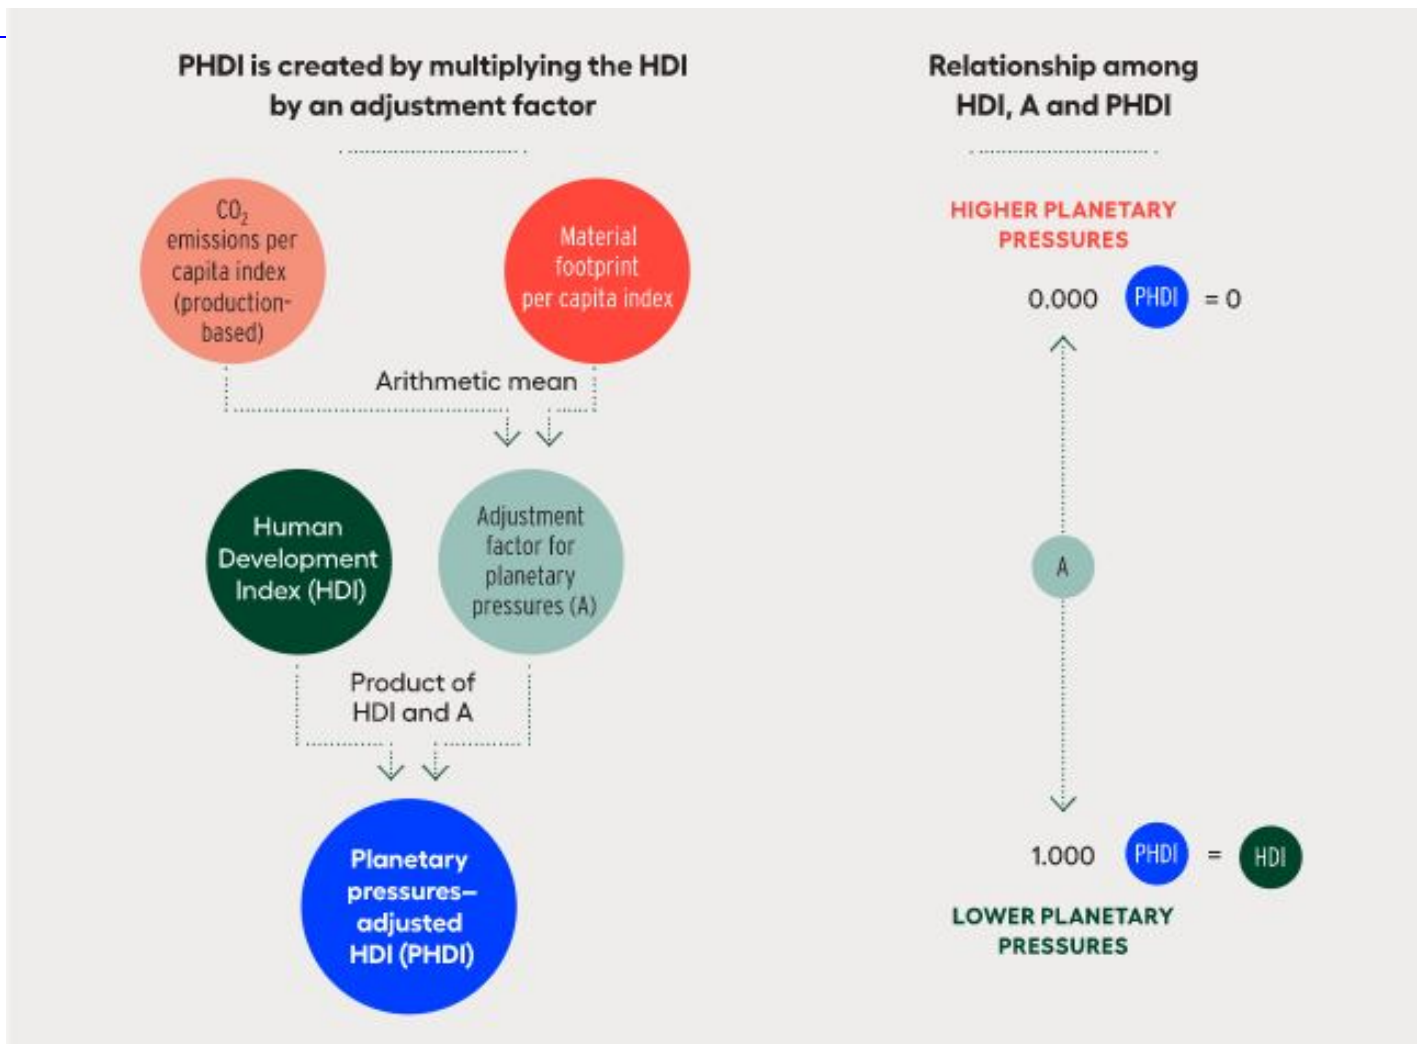 PHDI is created by multiplying the HDI
by an adjustment factor
CO₂
emissions per
capita index
(production-
based)
Material
footprint
per capita index
Arithmetic mean
Human
Development
Index (HDI)
Adjustment
factor for
planetary
pressures (A)
Product of
HDI and A
Planetary
pressures–
adjusted
HDI (PHDI)
Relationship among
HDI, A and PHDI
HIGHER PLANETARY
PRESSURES
0.000 PHDI = 0
A
1.000 PHDI = HDI
LOWER PLANETARY
PRESSURES